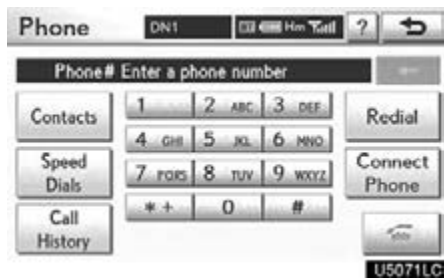 Phone DN1 Hm ?
Phone# Enter a phone number
Contacts
Speed
Dials
Call
History
1 2 ABC 3 DEF
4 GHI 5 JKL 6 MNO
7 PQRS 8 TUV 9 WXYZ
*+ 0 #
Redial
Connect
Phone
U5071LC